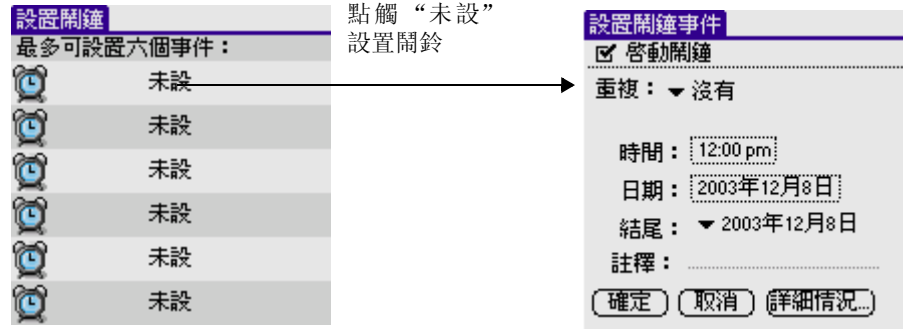 設置鬧鐘
最多可設置六個事件：
未設
未設
未設
未設
未設
未設
點觸“未設”
設置鬧鈴
設置鬧鐘事件
啓動鬧鐘
重複： 沒有
時間： 12:00 pm
日期： 2003年12月8日
結尾： 2003年12月8日
註釋：
確定 取消 詳細情況...